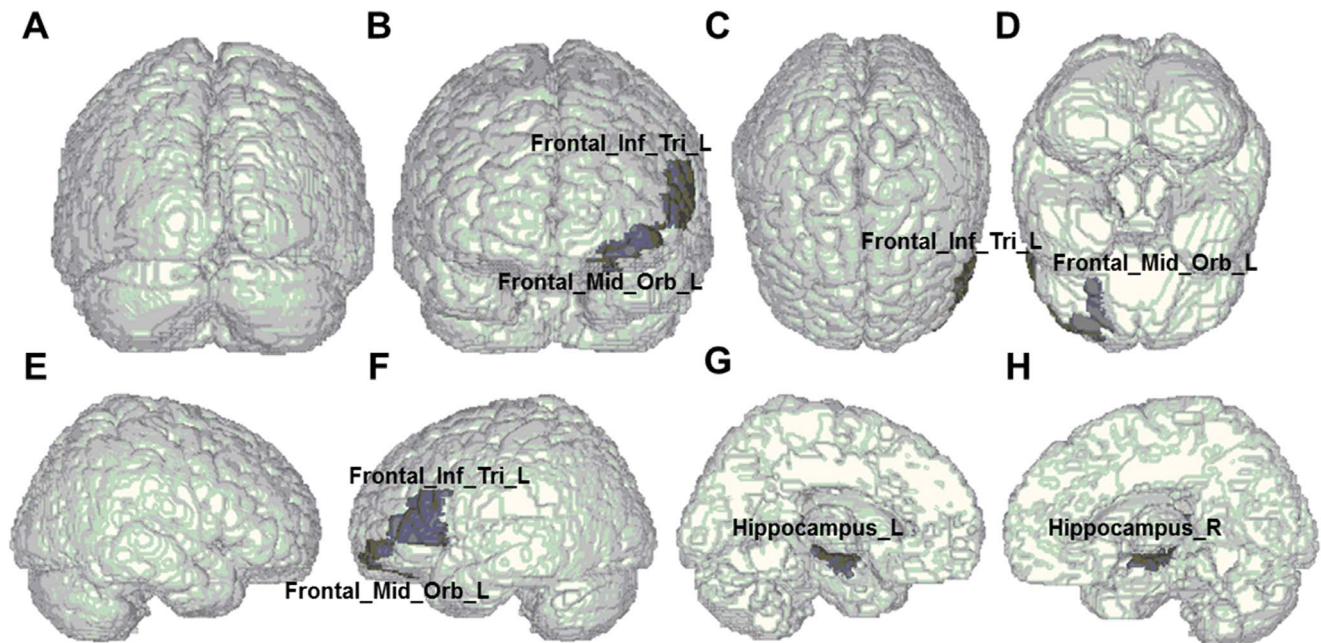 A
B
C
D
Frontal_Inf_Tri_L
Frontal_Mid_Orb_L
Frontal_Inf_Tri_L
Frontal_Mid_Orb_L
E
F
G
H
Frontal_Inf_Tri_L
Frontal_Mid_Orb_L
Hippocampus_L
Hippocampus_R